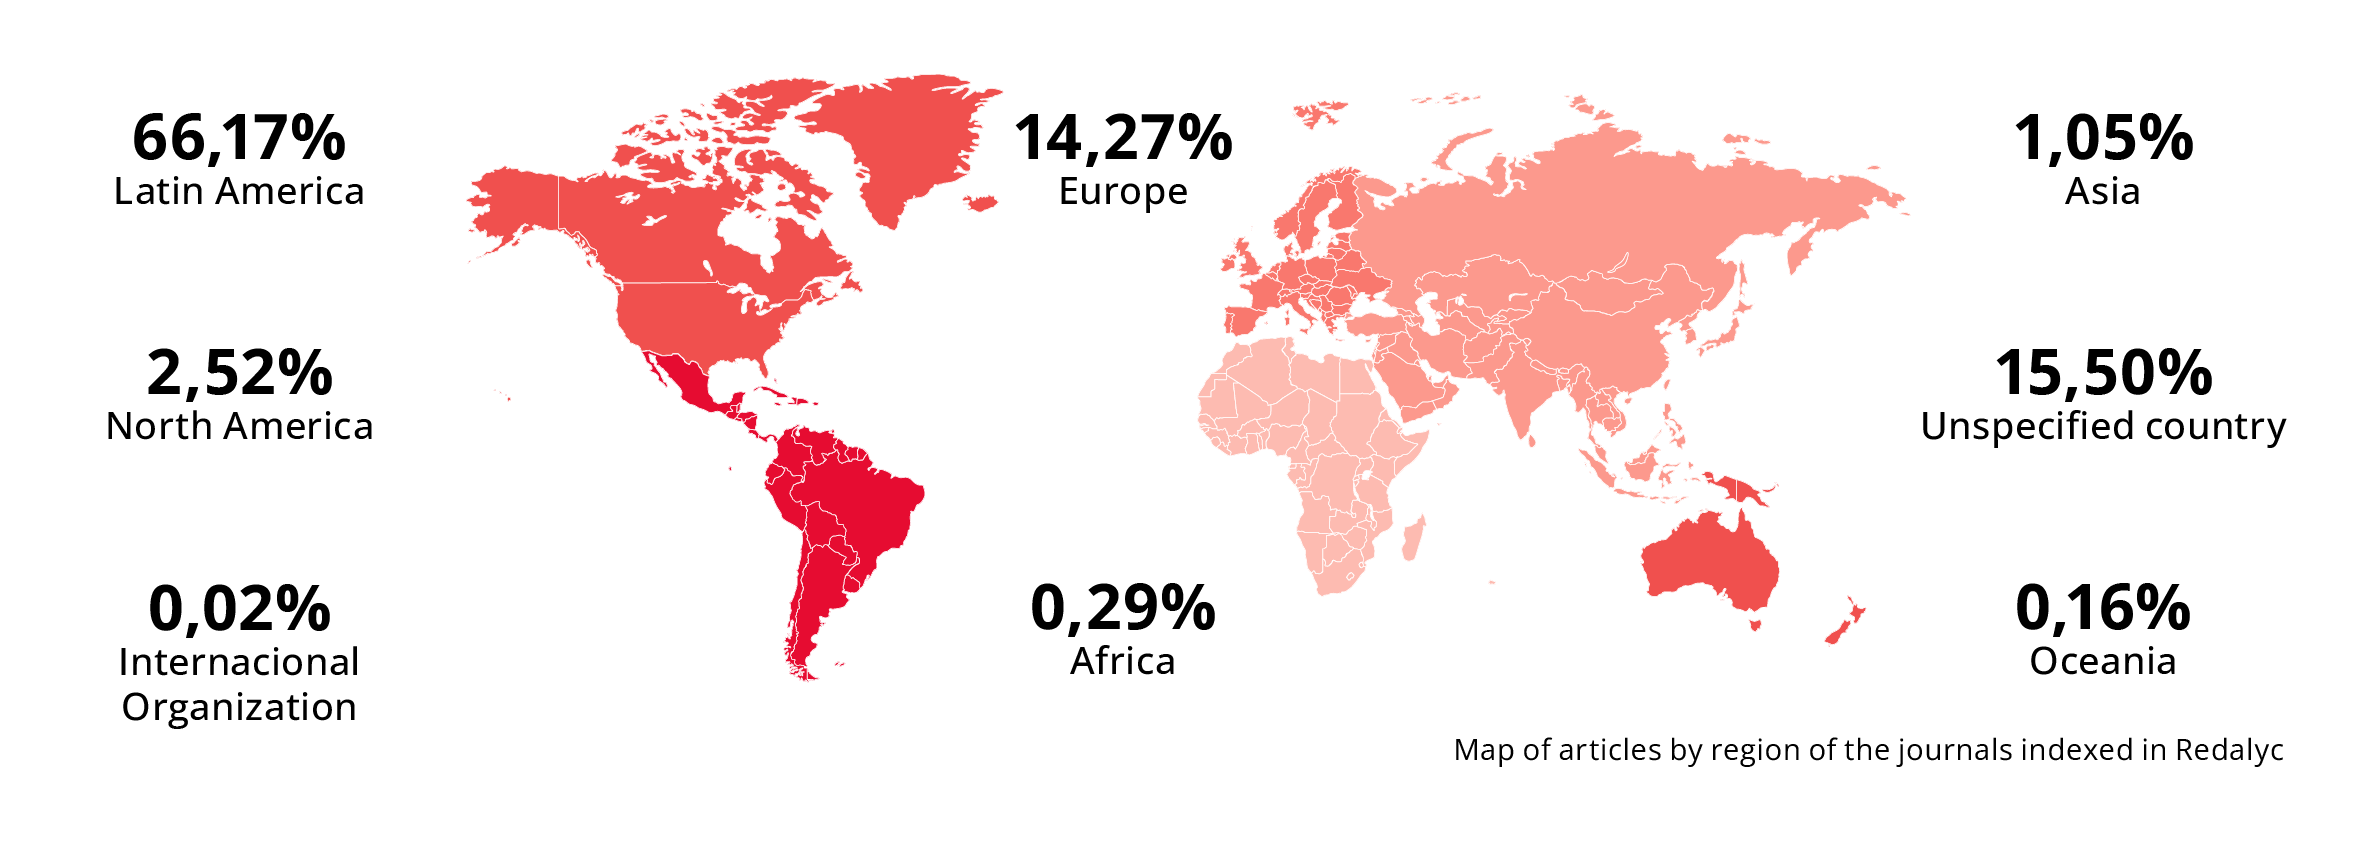 66,17%
Latin America
14,27%
Europe
1,05%
Asia
2,52%
North America
15,50%
Unspecified country
0,02%
Internacional
Organization
0,29%
Africa
0,16%
Oceania
Map of articles by region of the journals indexed in Redalyc